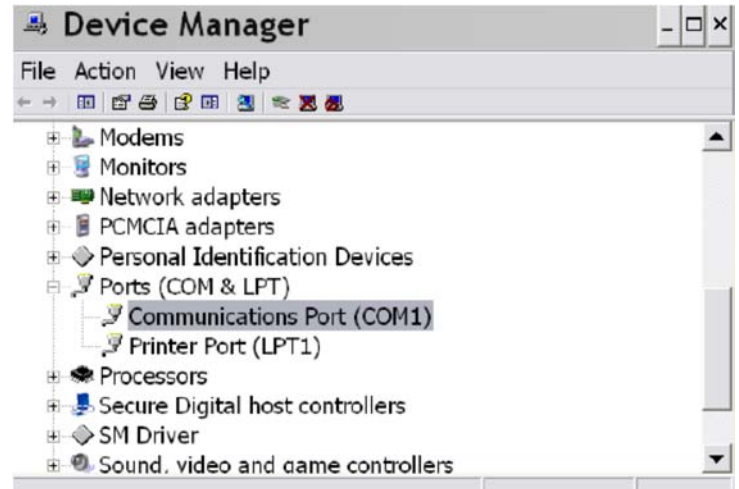 Device Manager
File Action View Help
Modems
Monitors
Network adapters
PCMCIA adapters
Personal Identification Devices
Ports (COM & LPT)
Communications Port (COM1)
Printer Port (LPT1)
Processors
Secure Digital host controllers
SM Driver
Sound, video and game controllers